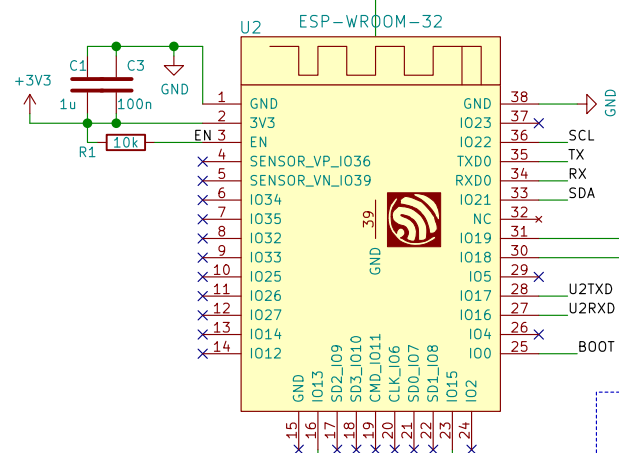 ESP-WROOM-32
U2
C1 C3
+3V3
GND
1u 100n
R1 10k
EN
1 GND
2 3V3
3 EN
4 SENSOR_VP_IO36
5 SENSOR_VN_IO39
6 IO34
7 IO35
8 IO32
9 IO33
10 IO25
11 IO26
12 IO27
13 IO14
14 IO12
39 GND
GND 38 GND
IO23 37
IO22 36 SCL
TXD0 35 TX
RXD0 34 RX
IO21 33 SDA
NC 32
IO19 31
IO18 30
IO5 29
IO17 28 U2TXD
IO16 27 U2RXD
IO4 26
IO0 25 BOOT
GND 15
IO13 16
SD2_IO9 17
SD3_IO10 18
CMD_IO11 19
CLK_IO6 20
SD0_IO7 21
SD1_IO8 22
IO15 23
IO2 24